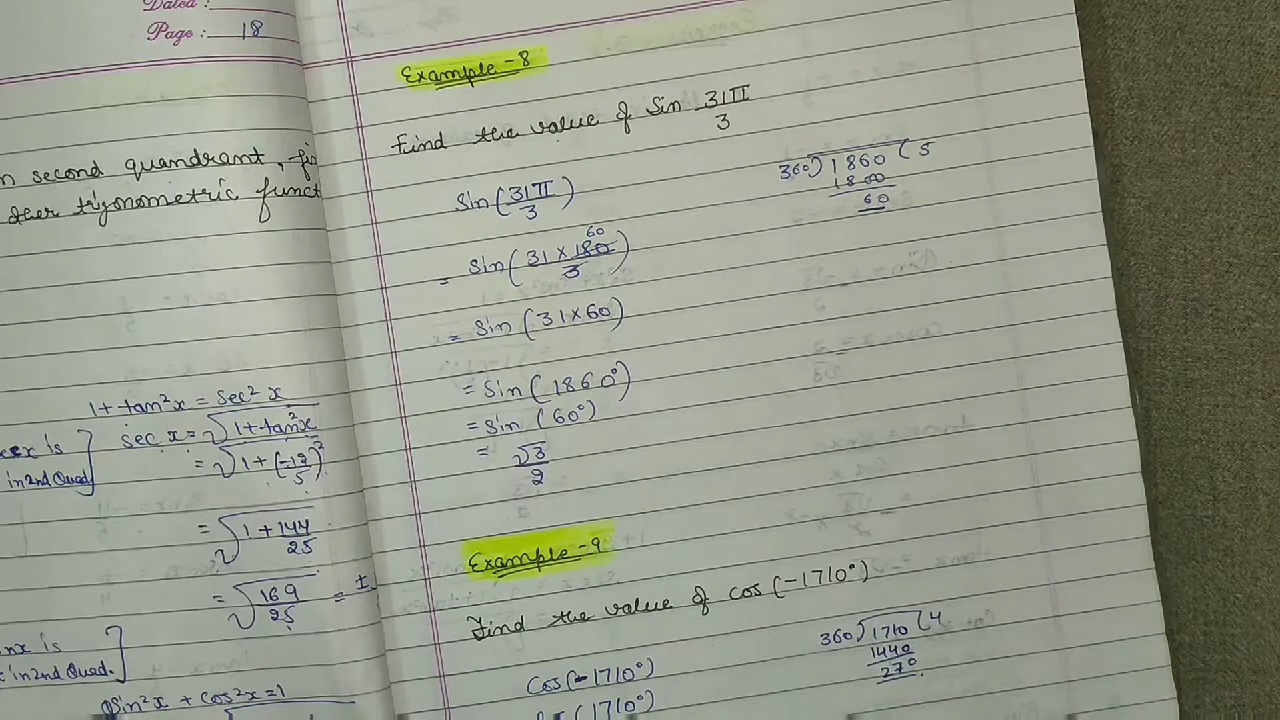 Dated :
Page : 18
n second quandrant,
ther trigonometric funct
1 + tan²x = Sec² x
sec x = √1 + tan²x
x is
in 2nd Quad.]
= √1 + (-12/5)²
= √1 + 144/25
= √169/25 = ±
nx is
in 2nd Quad.]
Sin²x + Cos²x = 1
Example - 8
Find the value of Sin 31π/3
Sin(31π/3)
360)1860(5
1800
60
= Sin(31 × 180/3)
60
= Sin (31×60)
= Sin (1860°)
= Sin (60°)
= √3/2
Example - 9
Find the value of cos (-1710°)
360)1710(4
1440
270
Cos(-1710°)
(1710°)